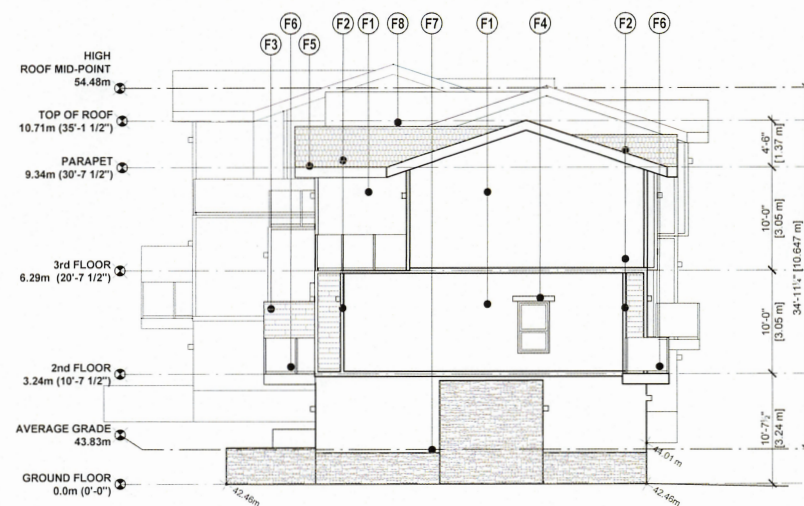 F6 F2 F1 F8 F7 F1 F4 F2 F6
F3 F5
HIGH
ROOF MID-POINT
54.48m
TOP OF ROOF
10.71m (35'-1 1/2")
PARAPET
9.34m (30'-7 1/2")
3rd FLOOR
6.29m (20'-7 1/2")
2nd FLOOR
3.24m (10'-7 1/2")
AVERAGE GRADE
43.83m
GROUND FLOOR
0.0m (0'-0")
4'-6"
[1.37 m]
10'-0"
[3.05 m]
10'-0"
[3.05 m]
10'-7½"
[3.24 m]
34'-11¼" [10.647 m]
44.01 m
42.46m
42.46m